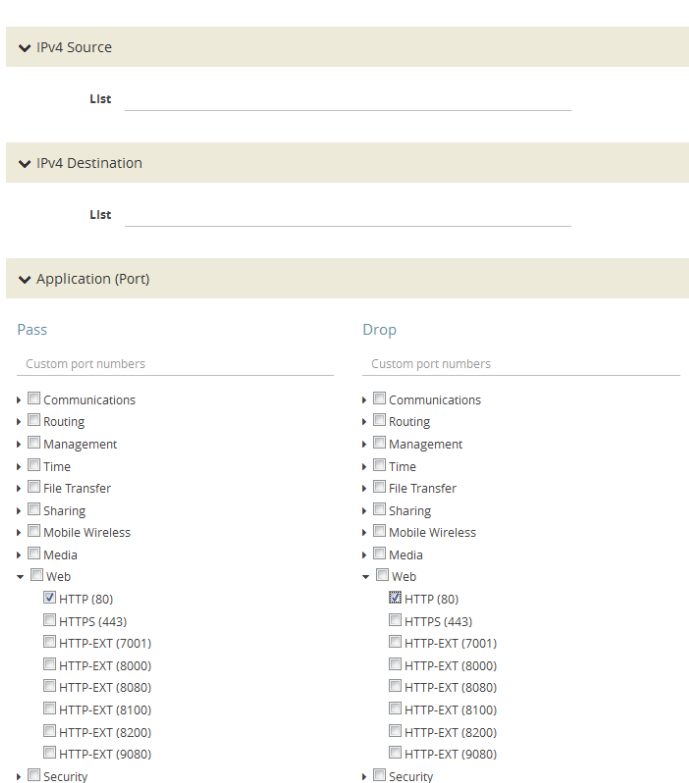 IPv4 Source
List
IPv4 Destination
List
Application (Port)
Pass
Custom port numbers
Communications
Routing
Management
Time
File Transfer
Sharing
Mobile Wireless
Media
Web
HTTP (80)
HTTPS (443)
HTTP-EXT (7001)
HTTP-EXT (8000)
HTTP-EXT (8080)
HTTP-EXT (8100)
HTTP-EXT (8200)
HTTP-EXT (9080)
Security
Drop
Custom port numbers
Communications
Routing
Management
Time
File Transfer
Sharing
Mobile Wireless
Media
Web
HTTP (80)
HTTPS (443)
HTTP-EXT (7001)
HTTP-EXT (8000)
HTTP-EXT (8080)
HTTP-EXT (8100)
HTTP-EXT (8200)
HTTP-EXT (9080)
Security